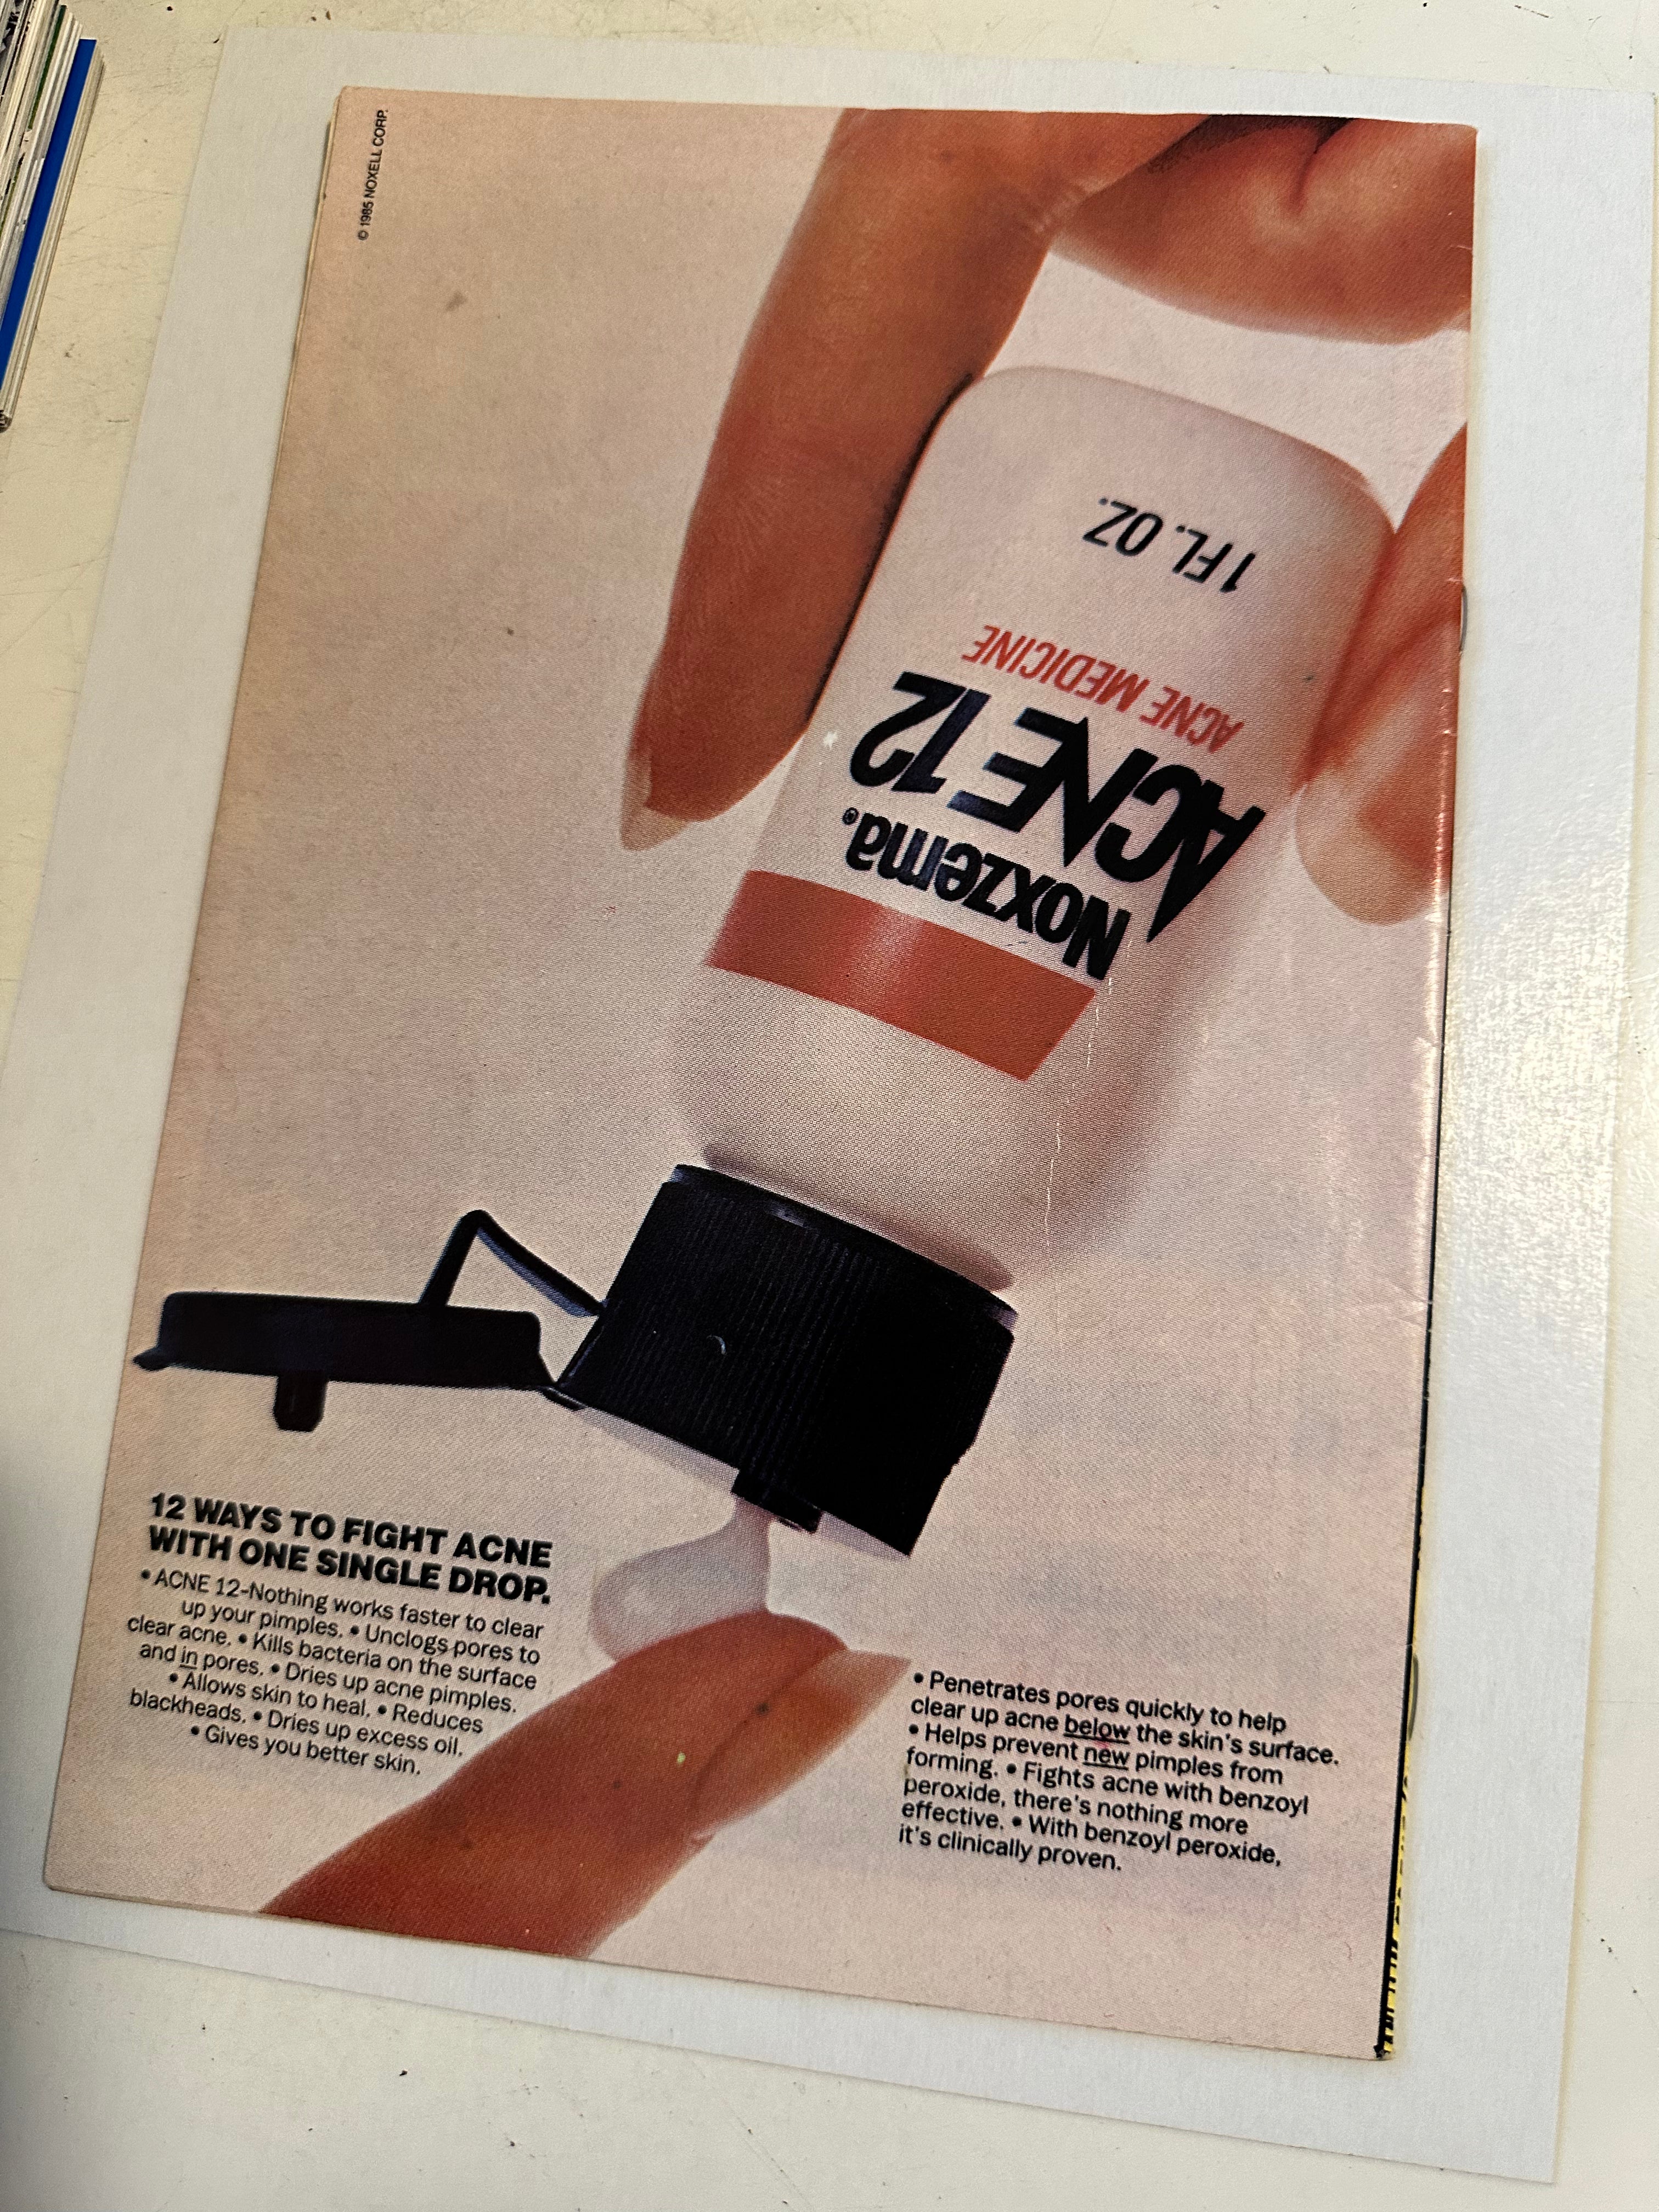 © 1985 NOXELL CORP.
1 FL. OZ.
ACNE MEDICINE
ACNE 12
Noxzema®
12 WAYS TO FIGHT ACNE
WITH ONE SINGLE DROP.
• ACNE 12-Nothing works faster to clear
up your pimples. • Unclogs pores to
clear acne. • Kills bacteria on the surface
and in pores. • Dries up acne pimples.
• Allows skin to heal. • Reduces
blackheads. • Dries up excess oil.
• Gives you better skin.
• Penetrates pores quickly to help
clear up acne below the skin's surface.
• Helps prevent new pimples from
forming. • Fights acne with benzoyl
peroxide, there's nothing more
effective. • With benzoyl peroxide,
it's clinically proven.